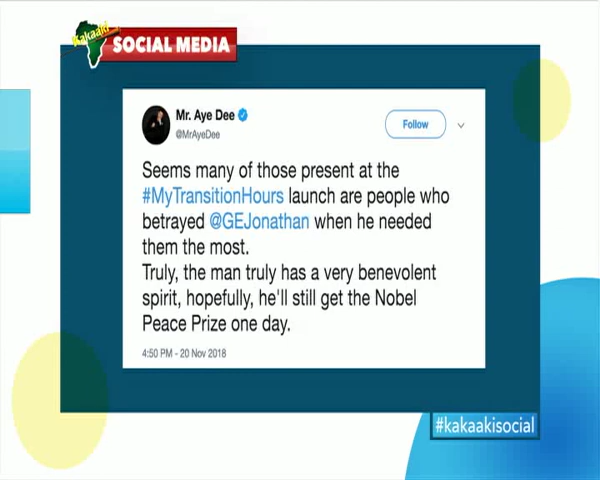 Kakaaki
SOCIAL MEDIA
Mr. Aye Dee
@MrAyeDee
Follow
Seems many of those present at the
#MyTransitionHours launch are people who
betrayed @GEJonathan when he needed
them the most.
Truly, the man truly has a very benevolent
spirit, hopefully, he'll still get the Nobel
Peace Prize one day.
4:50 PM - 20 Nov 2018
#kakaakisocial